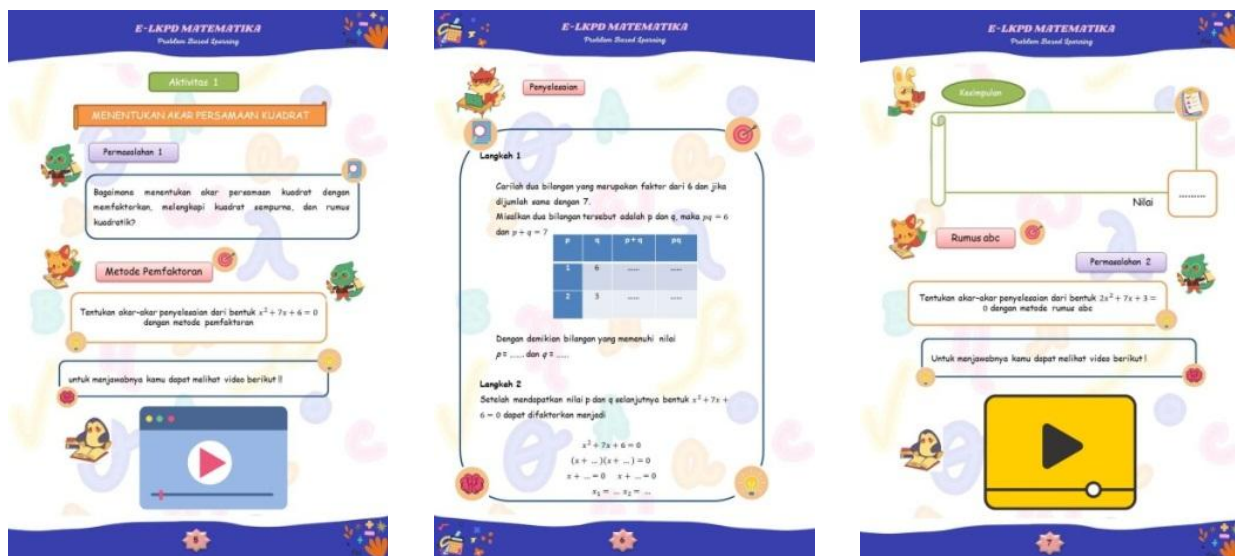 E-LKPD MATEMATIKA
Problem Based Learning
Aktivitas 1
MENENTUKAN AKAR PERSAMAAN KUADRAT
Permasalahan 1
Bagaimana menentukan akar persamaan kuadrat dengan
memfaktorkan, melengkapi kuadrat sempurna, dan rumus
kuadratik?
Metode Pemfaktoran
Tentukan akar-akar penyelesaian dari bentuk x² + 7x + 6 = 0
dengan metode pemfaktoran
untuk menjawabnya kamu dapat melihat video berikut !!
5
E-LKPD MATEMATIKA
Problem Based Learning
Penyelesaian
Langkah 1
Carilah dua bilangan yang merupakan faktor dari 6 dan jika
dijumlah sama dengan 7.
Misalkan dua bilangan tersebut adalah p dan q, maka pq = 6
dan p + q = 7
p q p + q pq
1 6 ..... .....
2 3 ..... .....
Dengan demikian bilangan yang memenuhi nilai
p = ..... dan q = .....
Langkah 2
Setelah mendapatkan nilai p dan q selanjutnya bentuk x² + 7x +
6 = 0 dapat difaktorkan menjadi
x² + 7x + 6 = 0
(x + ...)(x + ...) = 0
x + ... = 0 x + ... = 0
x₁ = ... x₂ = ...
6
E-LKPD MATEMATIKA
Problem Based Learning
Kesimpulan
Nilai
.........
Rumus abc
Permasalahan 2
Tentukan akar-akar penyelesaian dari bentuk 2x² + 7x + 3 =
0 dengan metode rumus abc
Untuk menjawabnya kamu dapat melihat video berikut !
7